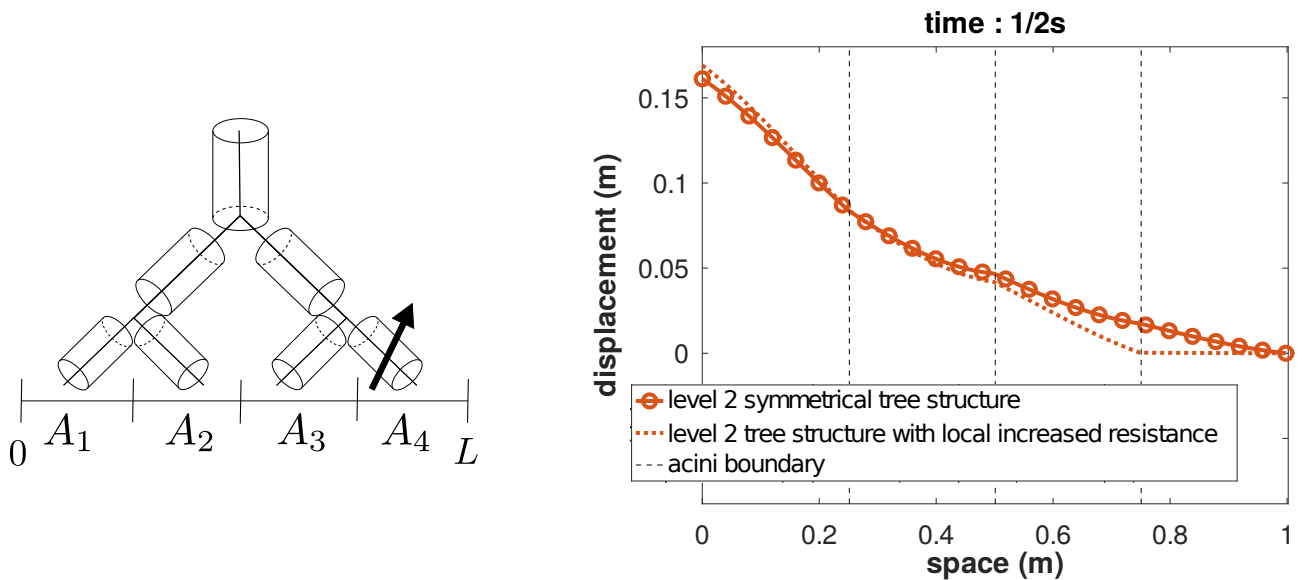 A1 A2 A3 A4
0 L
time : 1/2s
displacement (m)
0.15
0.1
0.05
0
level 2 symmetrical tree structure
level 2 tree structure with local increased resistance
acini boundary
0 0.2 0.4 0.6 0.8 1
space (m)